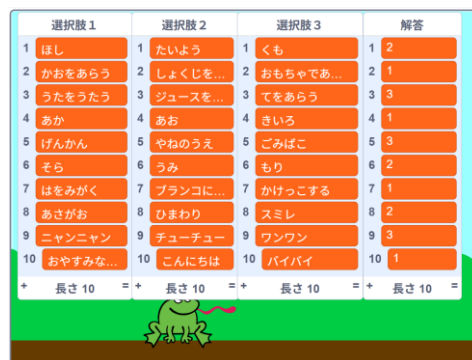 選択肢１ 選択肢２ 選択肢３ 解答
1 ほし 1 たいよう 1 くも 1 2
2 かおをあらう 2 しょくじを... 2 おもちゃであ... 2 1
3 うたをうたう 3 ジュースを... 3 てをあらう 3 3
4 あか 4 あお 4 きいろ 4 1
5 げんかん 5 やねのうえ 5 ごみばこ 5 3
6 そら 6 うみ 6 もり 6 2
7 はをみがく 7 ブランコに... 7 かけっこする 7 1
8 あさがお 8 ひまわり 8 スミレ 8 2
9 ニャンニャン 9 チューチュー 9 ワンワン 9 3
10 おやすみな... 10 こんにちは 10 バイバイ 10 1
+ 長さ 10 = + 長さ 10 = + 長さ 10 = + 長さ 10 =